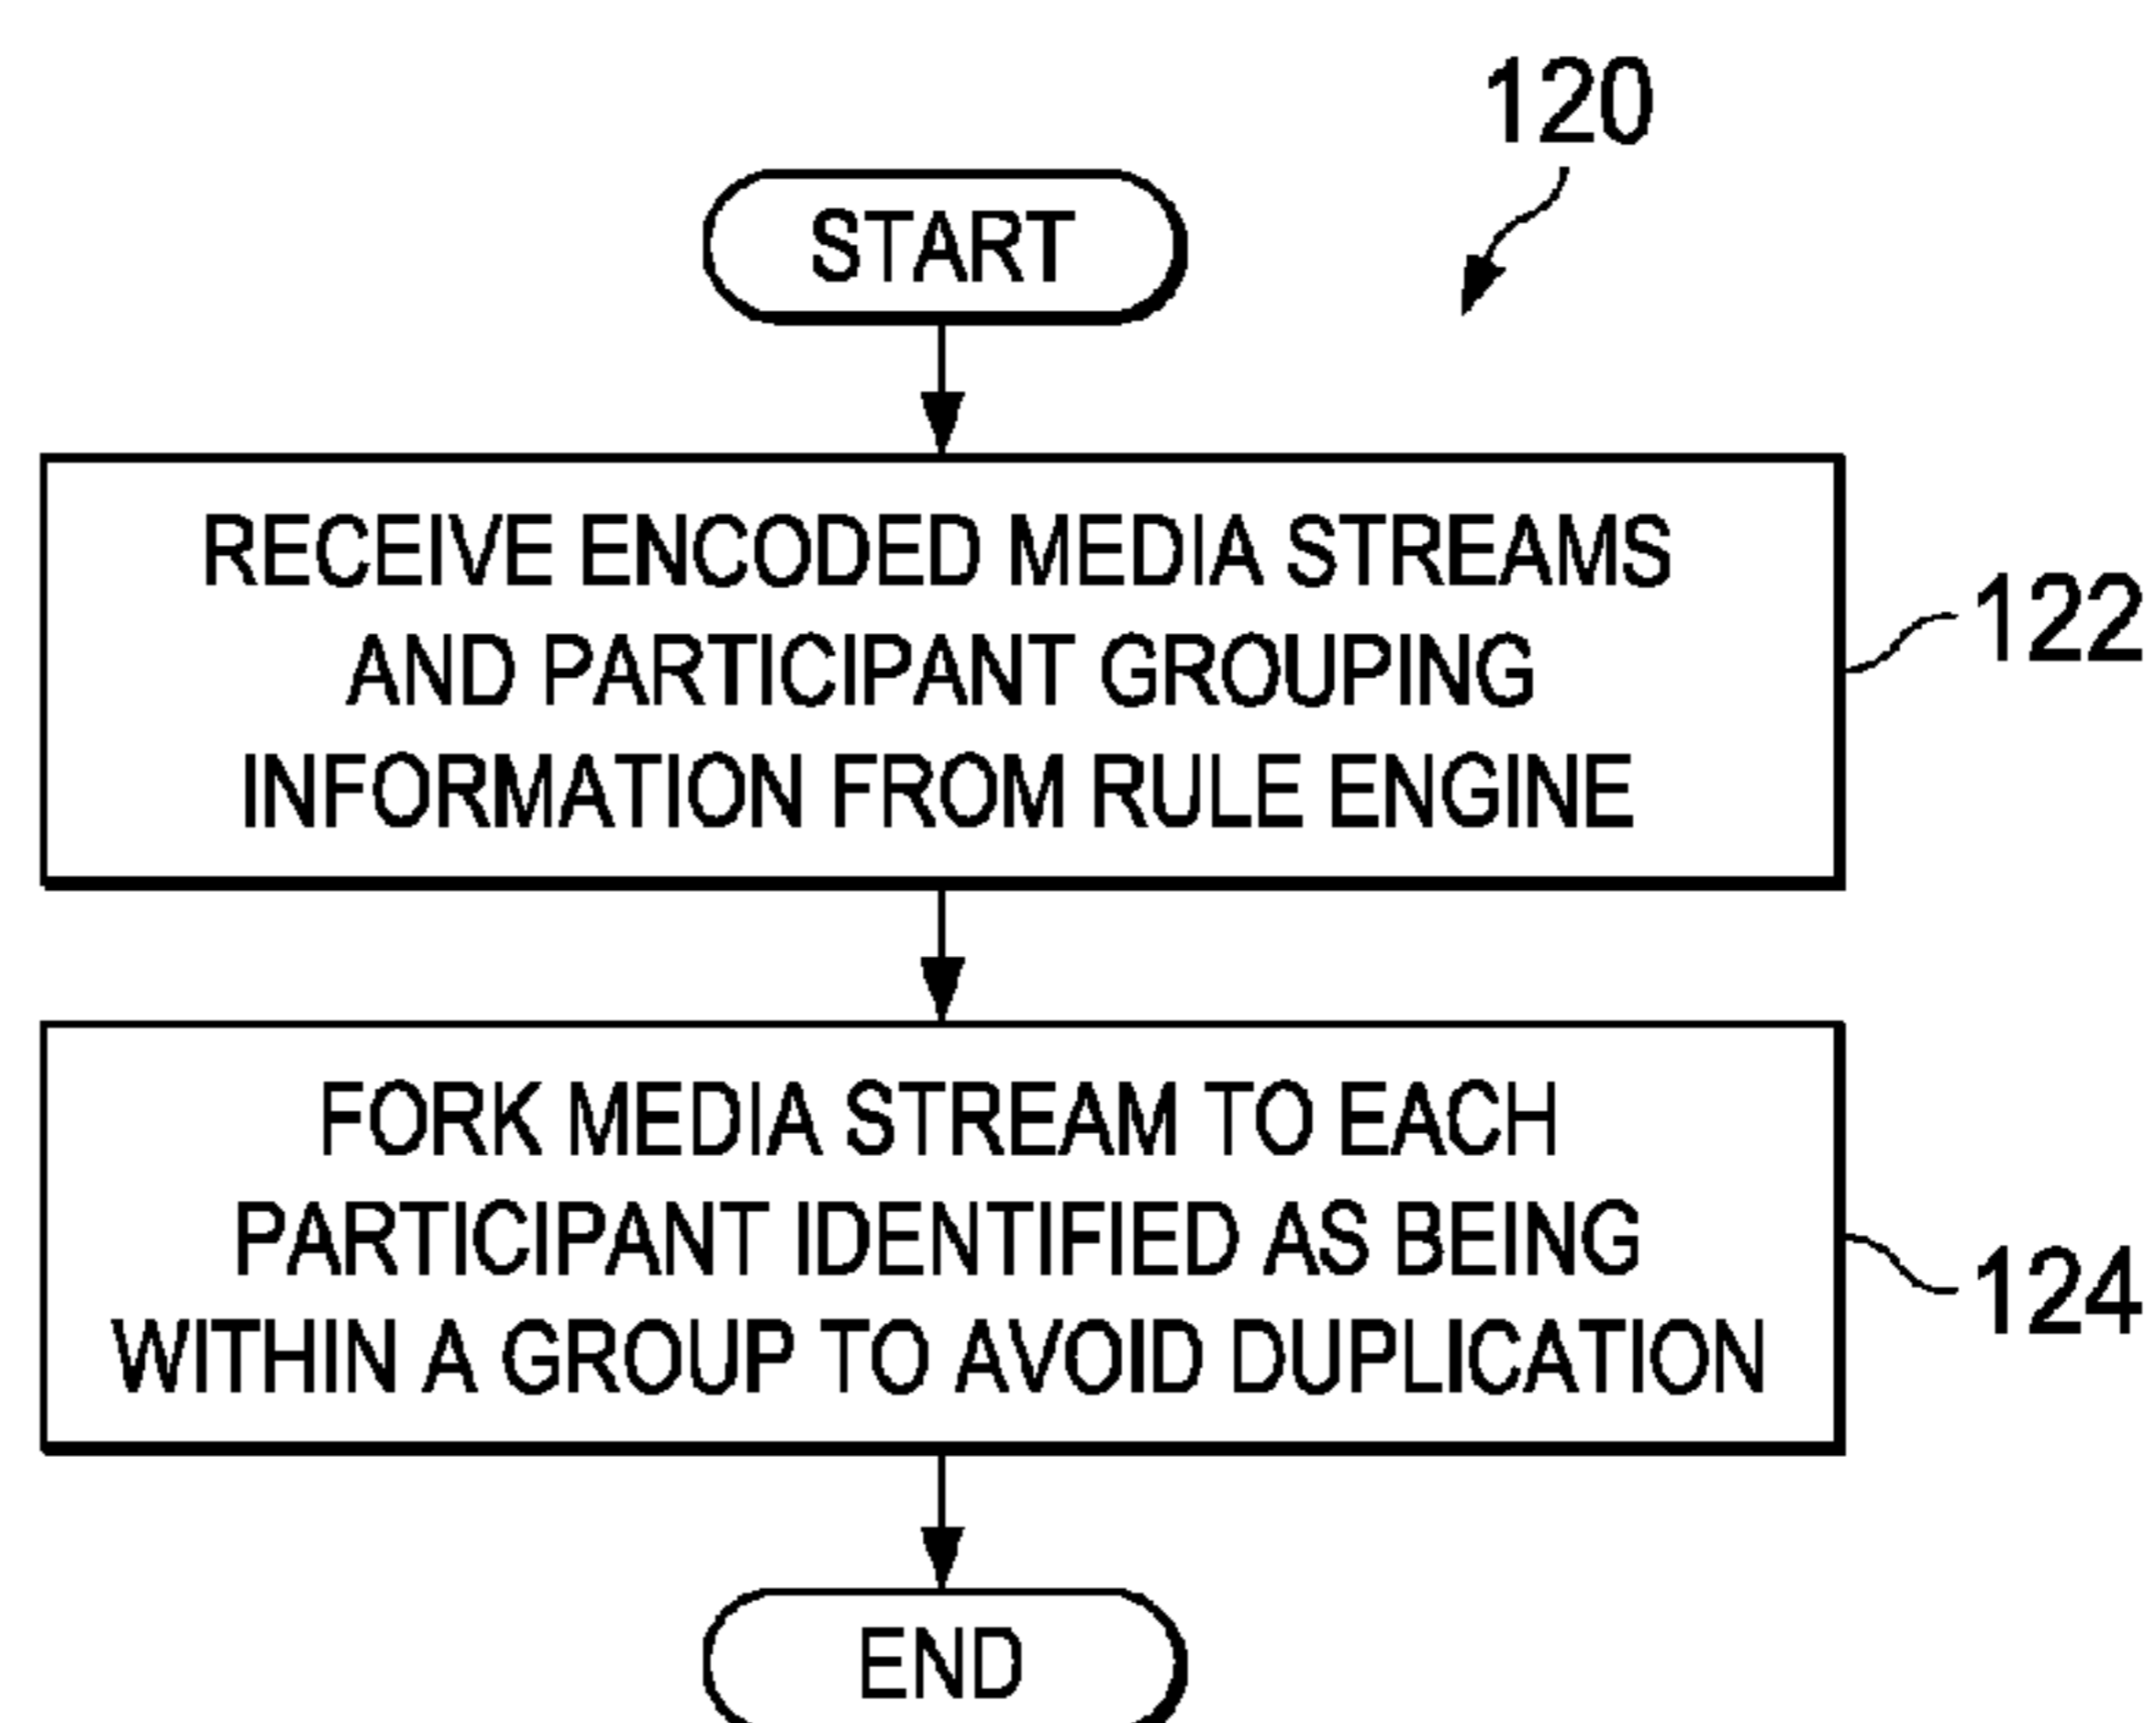 120
START
RECEIVE ENCODED MEDIA STREAMS
AND PARTICIPANT GROUPING
INFORMATION FROM RULE ENGINE
122
FORK MEDIA STREAM TO EACH
PARTICIPANT IDENTIFIED AS BEING
WITHIN A GROUP TO AVOID DUPLICATION
124
END